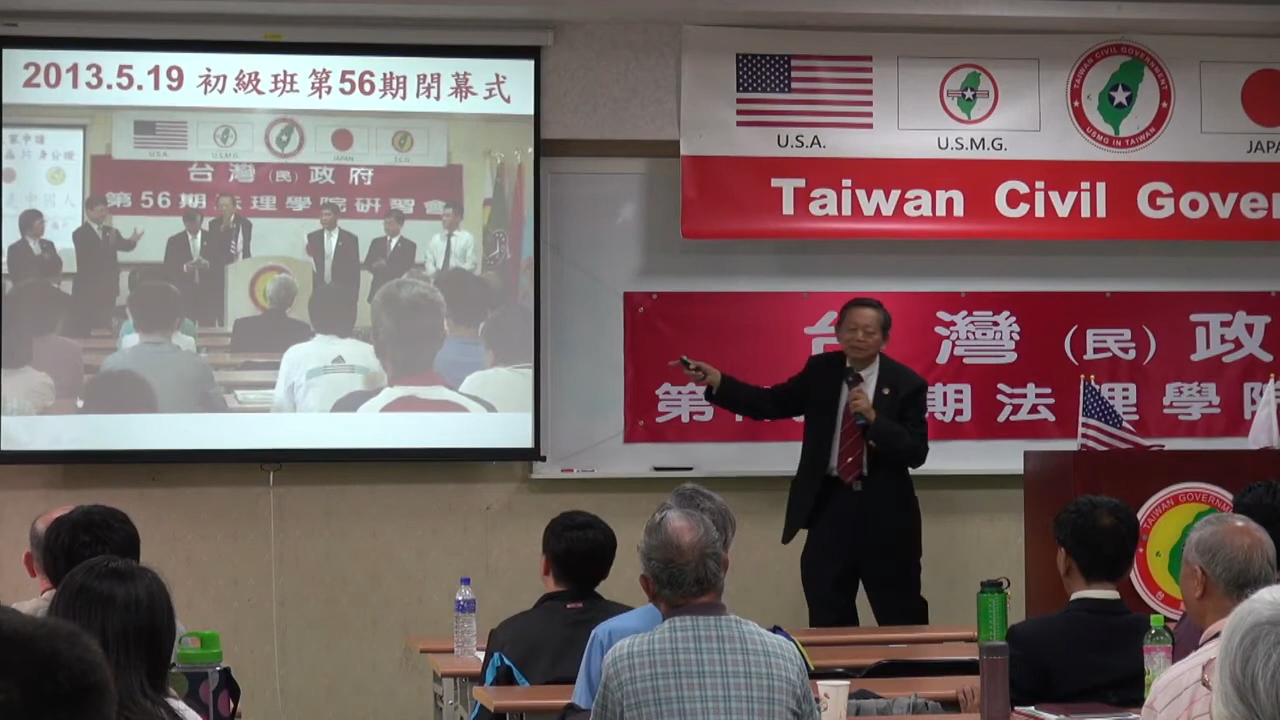 2013.5.19 初級班第56期閉幕式
U.S.A.
U.S.M.G.
JAPAN
台灣(民)政府
第56期法理學院研習會
U.S.A.
U.S.M.G.
TAIWAN CIVIL GOVERNMENT
USMG IN TAIWAN
JAPA
Taiwan Civil Gover
台灣(民)政
第 期法理學院
TAIWAN GOVERNM